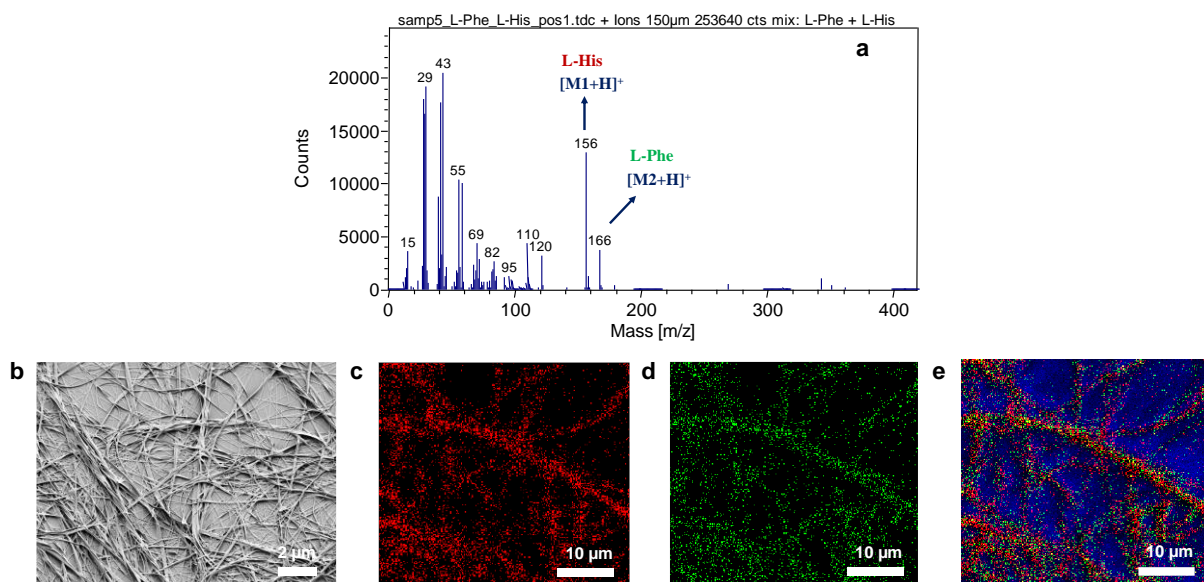 samp5_L-Phe_L-His_pos1.tdc + Ions 150µm 253640 cts mix: L-Phe + L-His
a
L-His
[M1+H]⁺
L-Phe
[M2+H]⁺
Counts
20000
15000
10000
5000
0
15
29
43
55
69
82
95
110
120
156
166
0 100 200 300 400
Mass [m/z]
b
2 µm
c
10 µm
d
10 µm
e
10 µm